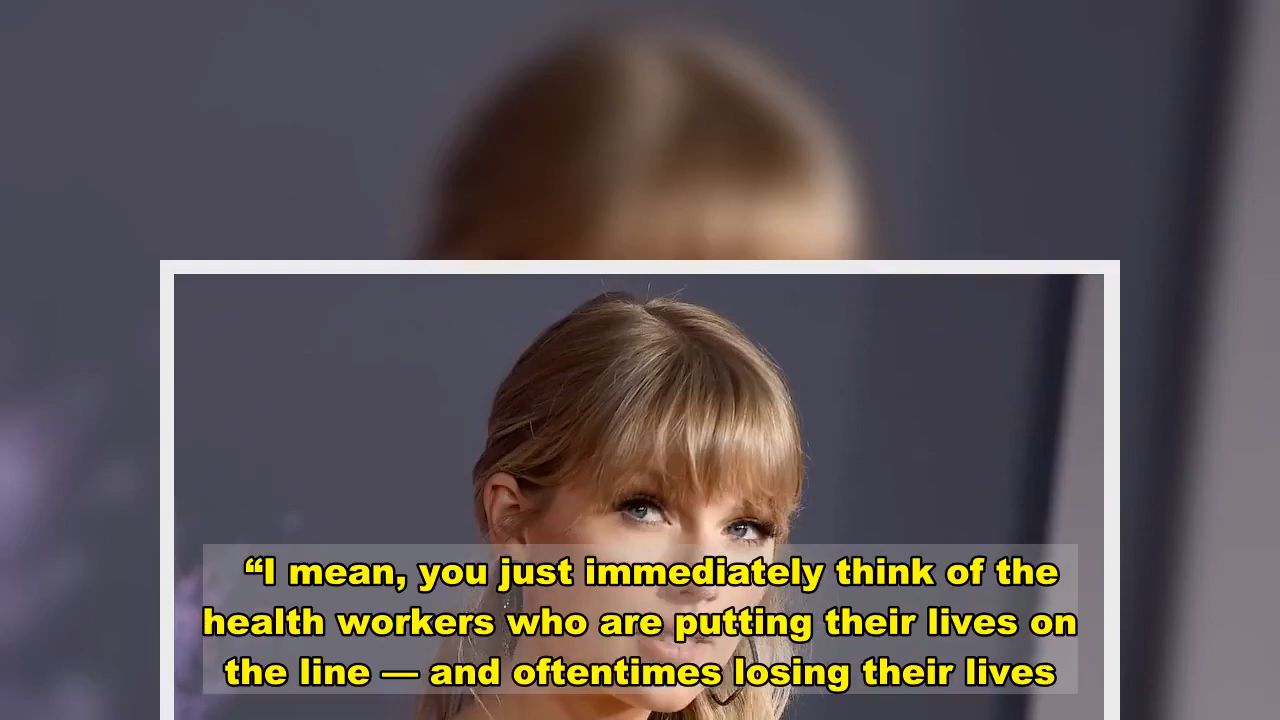 “I mean, you just immediately think of the
health workers who are putting their lives on
the line — and oftentimes losing their lives